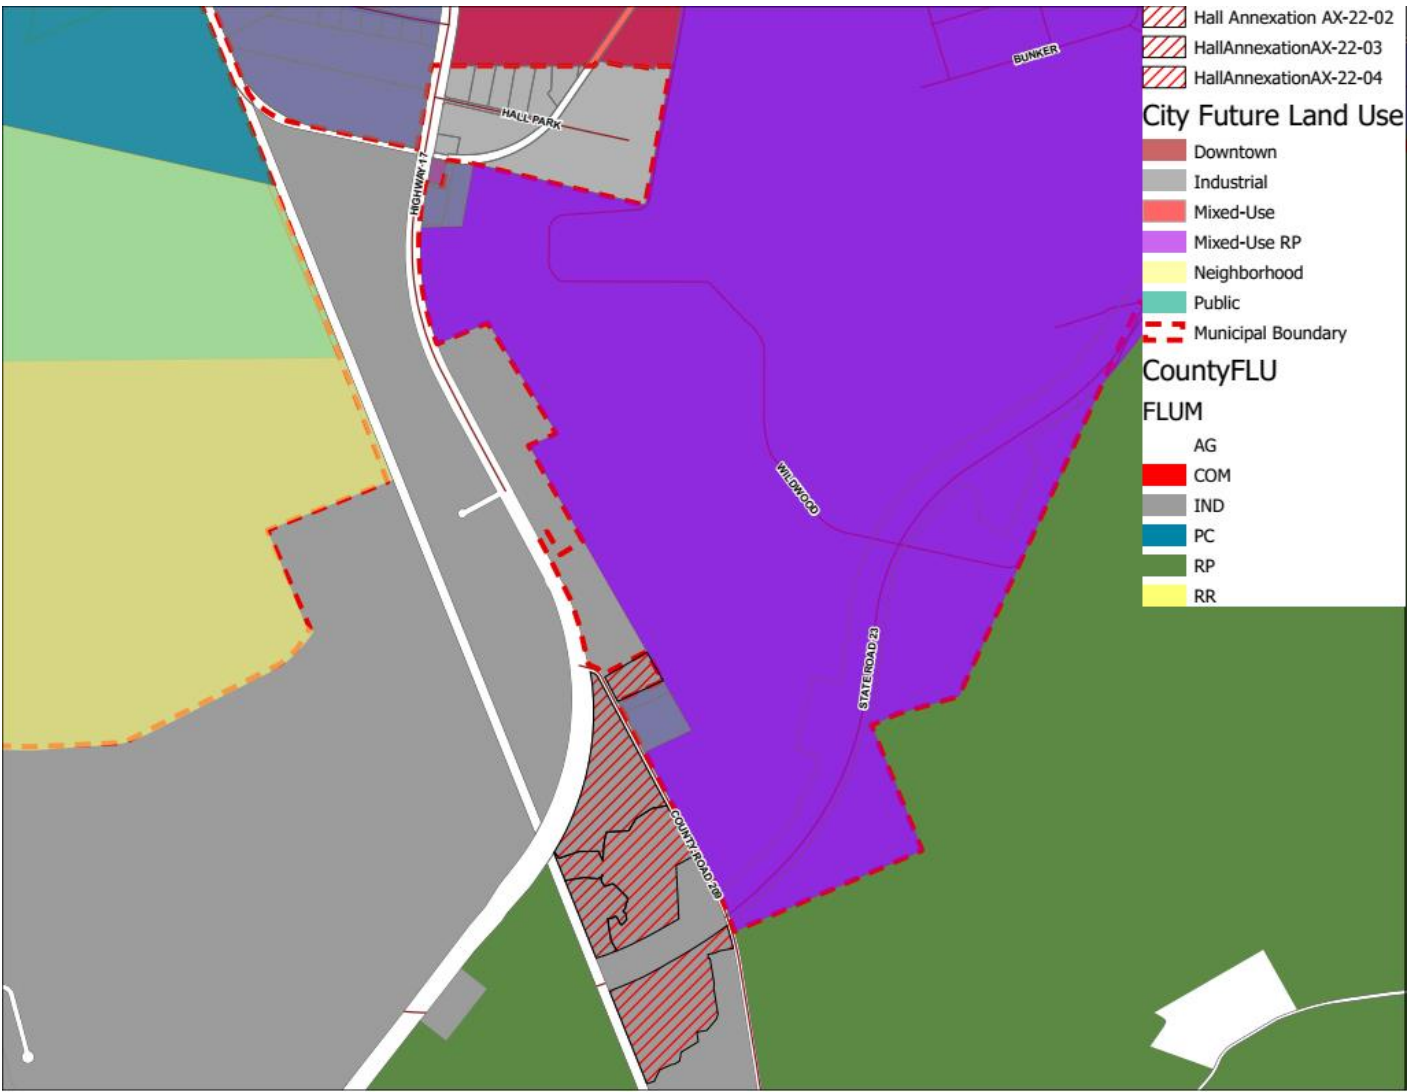 Hall Annexation AX-22-02
HallAnnexationAX-22-03
HallAnnexationAX-22-04
City Future Land Use
Downtown
Industrial
Mixed-Use
Mixed-Use RP
Neighborhood
Public
Municipal Boundary
CountyFLU
FLUM
AG
COM
IND
PC
RP
RR
BUNKER
HALL PARK
HIGHWAY 17
WILDWOOD
STATE ROAD 23
COUNTY ROAD 209